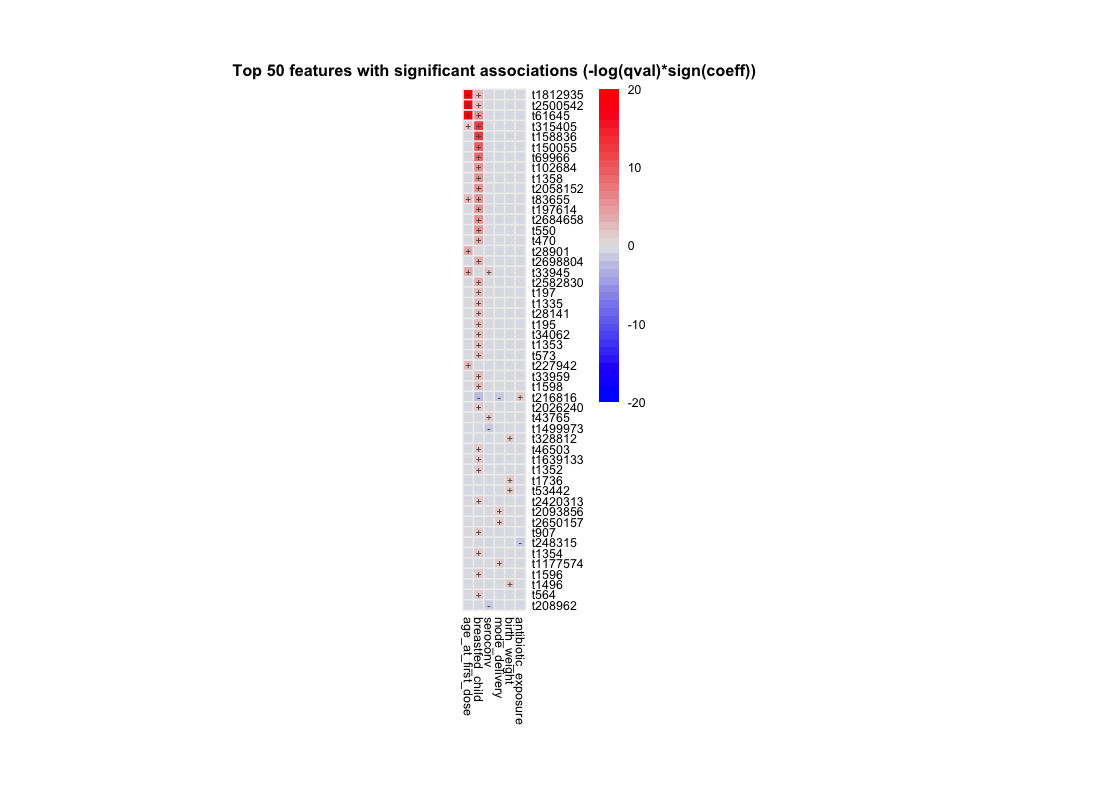 Top 50 features with significant associations (-log(qval)*sign(coeff))
t1812935
t2500542
t61645
t315405
t158836
t150055
t69966
t102684
t1358
t2058152
t83655
t197614
t2684658
t550
t470
t28901
t2698804
t33945
t2582830
t197
t1335
t28141
t195
t34062
t1353
t573
t227942
t33959
t1598
t216816
t2026240
t43765
t1499973
t328812
t46503
t1639133
t1352
t1736
t53442
t2420313
t2093856
t2650157
t907
t248315
t1354
t1177574
t1596
t1496
t564
t208962
20
10
0
-10
-20
age_at_first_dose
breastfed_child
seroconv
mode_delivery
birth_weight
antibiotic_exposure